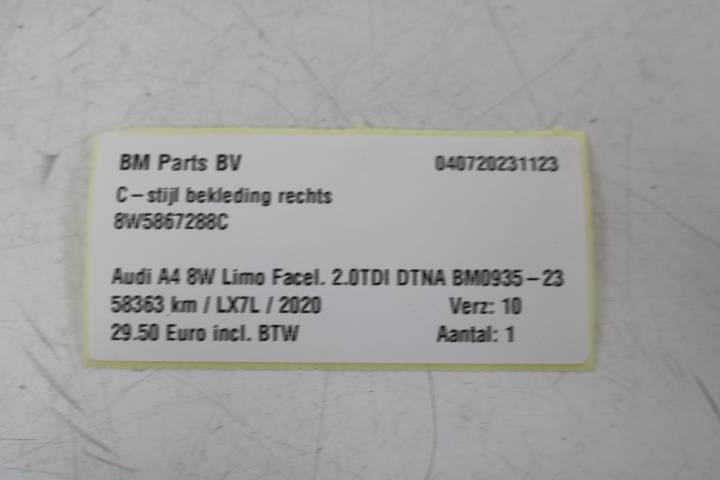 BM Parts BV 040720231123
C-stijl bekleding rechts
8W5867288C
Audi A4 8W Limo Facel. 2.0TDI DTNA BM0935-23
58363 km / LX7L / 2020 Verz: 10
29.50 Euro incl. BTW Aantal: 1